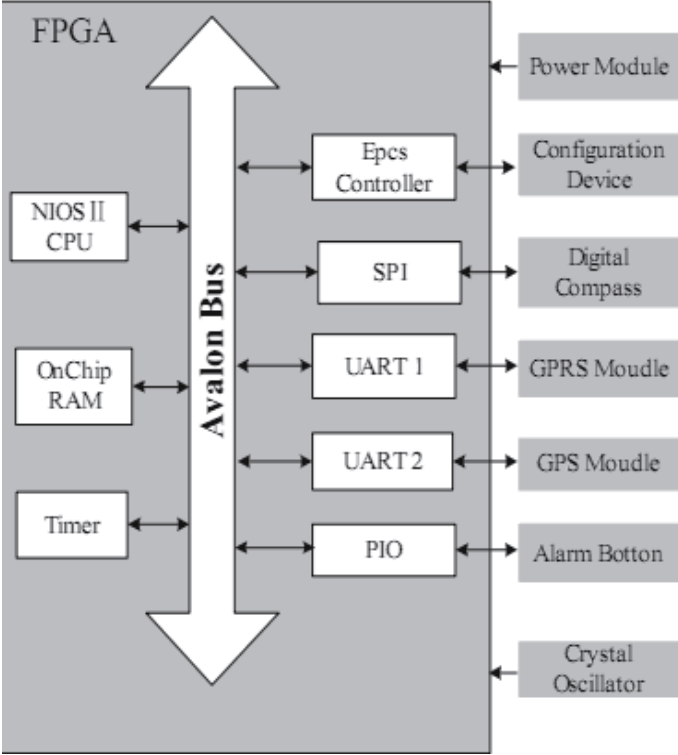 FPGA
NIOS II
CPU
OnChip
RAM
Timer
Avalon Bus
Epcs
Controller
SPI
UART 1
UART 2
PIO
Power Module
Configuration
Device
Digital
Compass
GPRS Moudle
GPS Moudle
Alarm Botton
Crystal
Oscillator